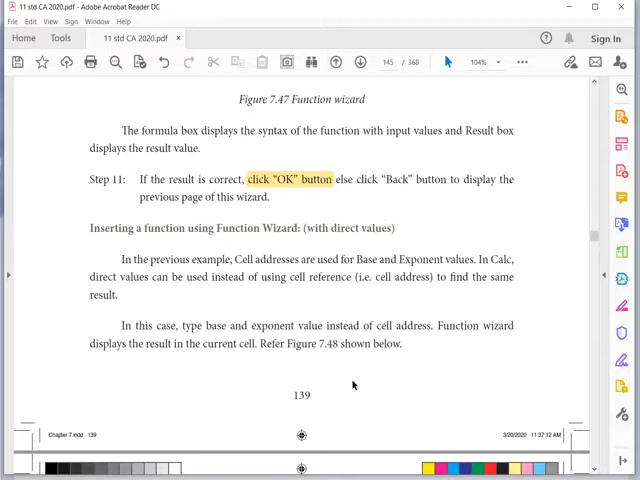 11 std CA 2020.pdf - Adobe Acrobat Reader DC
File Edit View Sign Window Help
Home Tools 11 std CA 2020.pdf × Sign In
145 / 368 104%
Figure 7.47 Function wizard
The formula box displays the syntax of the function with input values and Result box
displays the result value.
Step 11: If the result is correct, click “OK” button else click “Back” button to display the
previous page of this wizard.
Inserting a function using Function Wizard: (with direct values)
In the previous example, Cell addresses are used for Base and Exponent values. In Calc,
direct values can be used instead of using cell reference (i.e. cell address) to find the same
result.
In this case, type base and exponent value instead of cell address. Function wizard
displays the result in the current cell. Refer Figure 7.48 shown below.
139
Chapter 7.indd 139 3/20/2020 11:37:12 AM